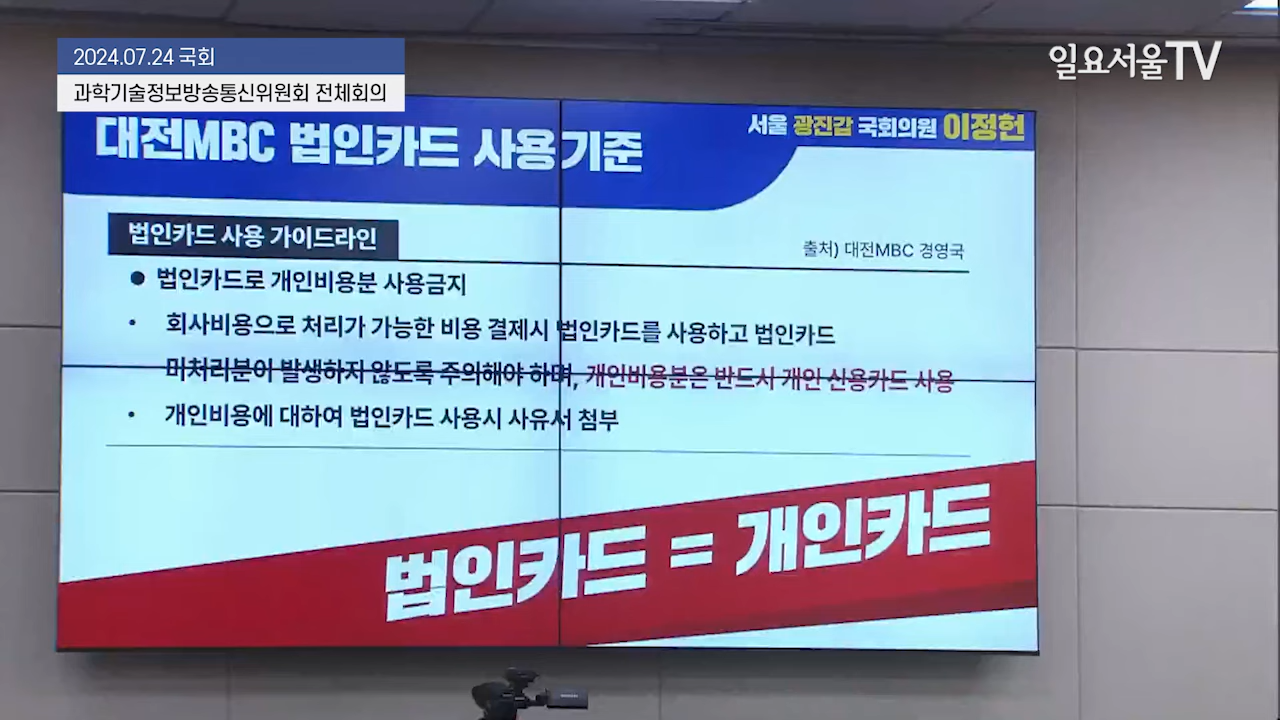 2024.07.24 국회
과학기술정보방송통신위원회 전체회의
일요서울TV
대전MBC 법인카드 사용기준
서울 광진갑 국회의원 이정헌
법인카드 사용 가이드라인
출처) 대전MBC 경영국
● 법인카드로 개인비용분 사용금지
• 회사비용으로 처리가 가능한 비용 결제시 법인카드를 사용하고 법인카드
미처리분이 발생하지 않도록 주의해야 하며, 개인비용분은 반드시 개인 신용카드 사용
• 개인비용에 대하여 법인카드 사용시 사유서 첨부
법인카드 = 개인카드